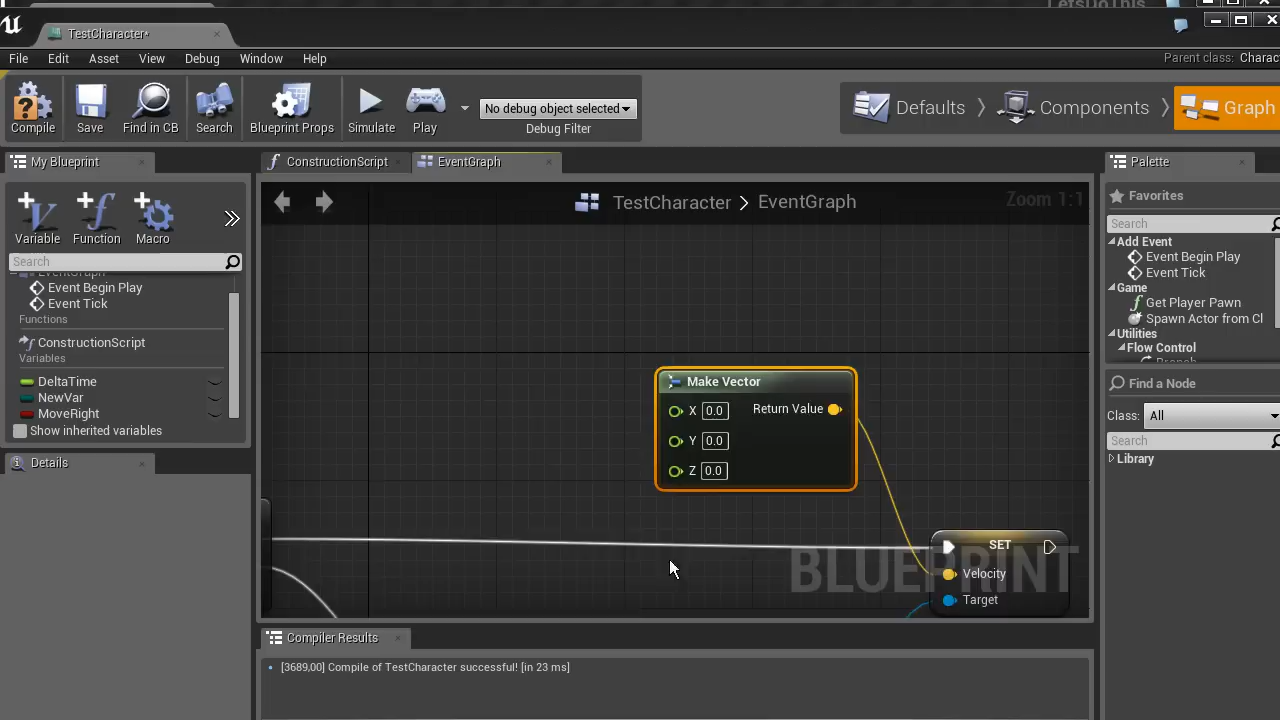 LetsDoThis
TestCharacter*
File Edit Asset View Debug Window Help
Parent class: Charac
Compile Save Find in CB Search Blueprint Props Simulate Play
No debug object selected
Debug Filter
Defaults Components Graph
My Blueprint
ConstructionScript EventGraph
Palette
Variable Function Macro
TestCharacter > EventGraph
Zoom 1:1
Favorites
Search
Search
EventGraph
Event Begin Play
Event Tick
Functions
ConstructionScript
Variables
DeltaTime
NewVar
MoveRight
Show inherited variables
Details
Make Vector
X 0.0 Return Value
Y 0.0
Z 0.0
SET
Velocity
Target
BLUEPRINT
Add Event
Event Begin Play
Event Tick
Game
Get Player Pawn
Spawn Actor from Cl
Utilities
Flow Control
Branch
Find a Node
Class: All
Search
Library
Compiler Results
[3689,00] Compile of TestCharacter successful! [in 23 ms]